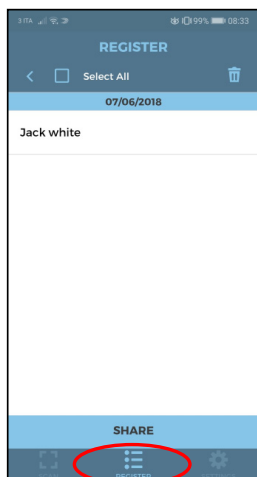 3 ITA 99% 08:33
REGISTER
Select All
07/06/2018
Jack white
SHARE
REGISTER